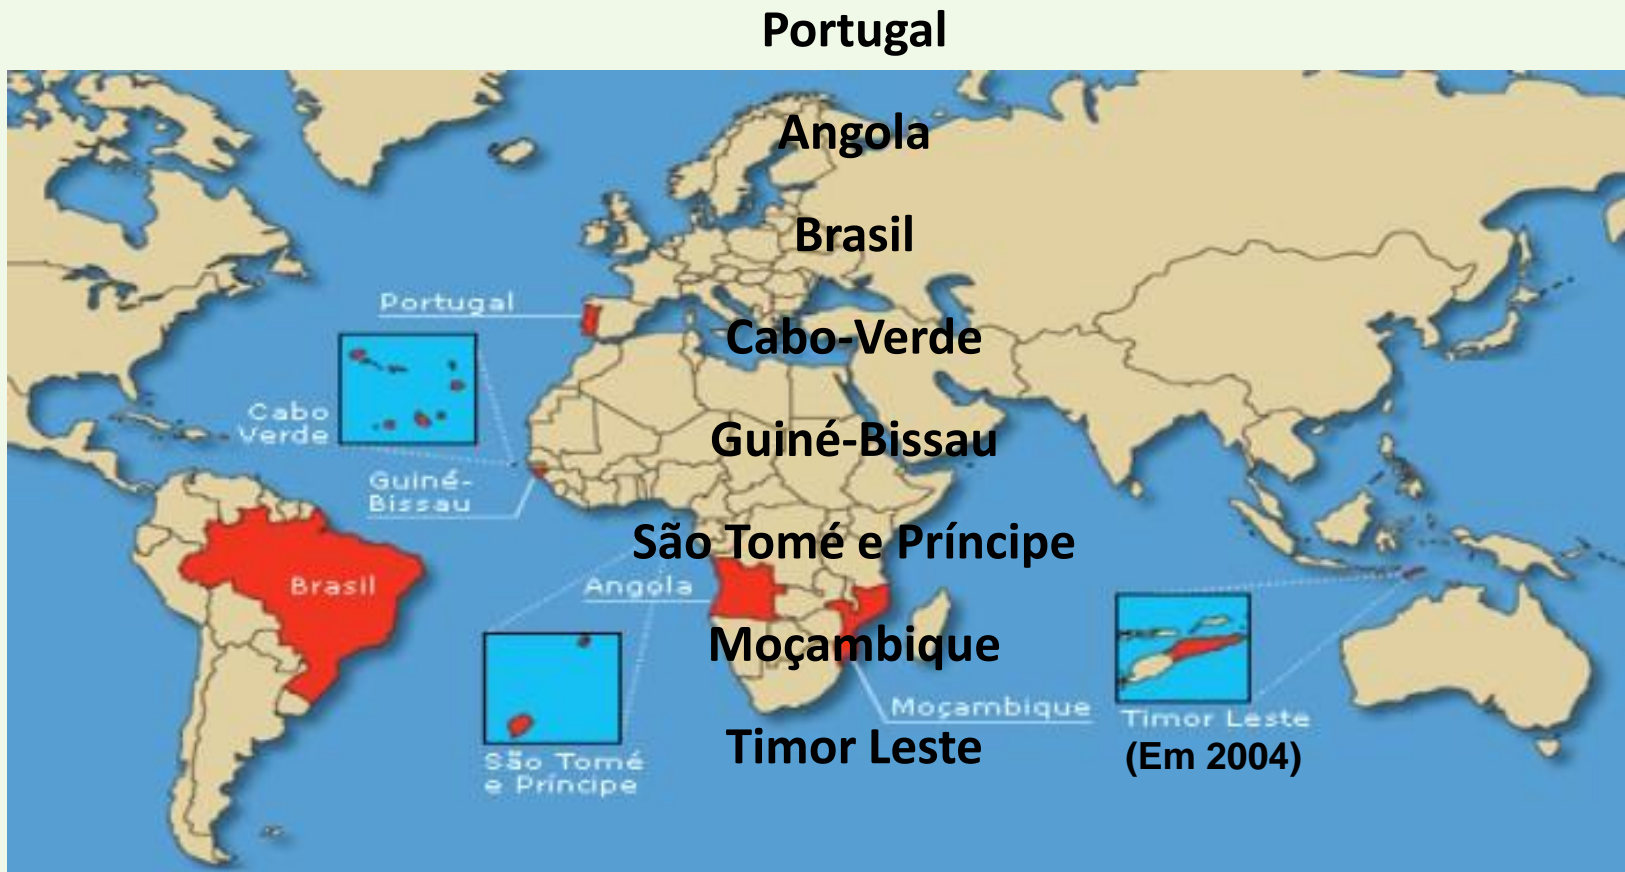 Portugal
Angola
Brasil
Cabo-Verde
Guiné-Bissau
São Tomé e Príncipe
Moçambique
Timor Leste
Portugal
Cabo
Verde
Guiné-
Bissau
Brasil
Angola
São Tomé
e Príncipe
Moçambique
Timor Leste
(Em 2004)